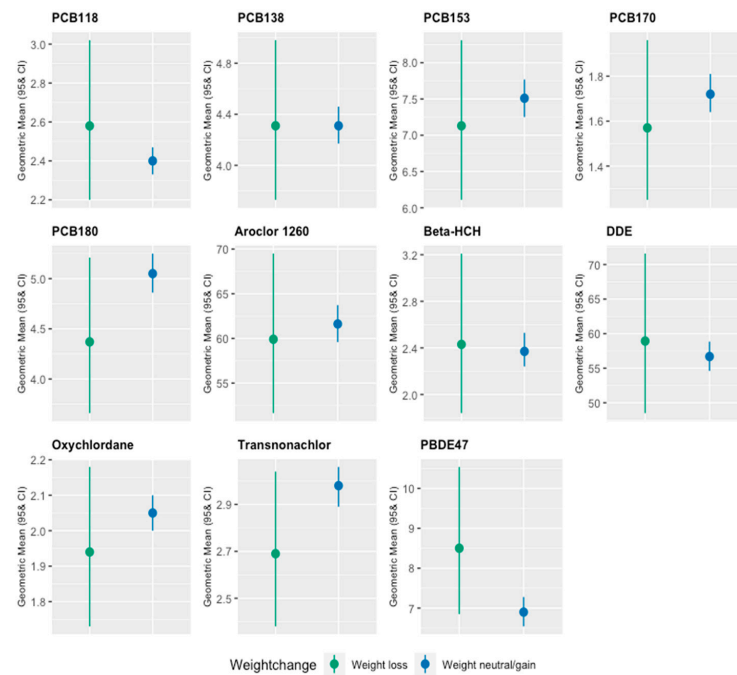 PCB118 PCB138 PCB153 PCB170
Geometric Mean (95& CI) 3.0 2.8 2.6 2.4 2.2
Geometric Mean (95& CI) 4.8 4.4 4.0
Geometric Mean (95& CI) 8.0 7.5 7.0 6.5 6.0
Geometric Mean (95& CI) 1.8 1.6 1.4
PCB180 Aroclor 1260 Beta-HCH DDE
Geometric Mean (95& CI) 5.0 4.5 4.0
Geometric Mean (95& CI) 70 65 60 55
Geometric Mean (95& CI) 3.2 2.8 2.4 2.0
Geometric Mean (95& CI) 70 65 60 55 50
Oxychlordane Transnonachlor PBDE47
Geometric Mean (95& CI) 2.2 2.1 2.0 1.9 1.8
Geometric Mean (95& CI) 2.9 2.7 2.5
Geometric Mean (95& CI) 10 9 8 7
Weightchange Weight loss Weight neutral/gain